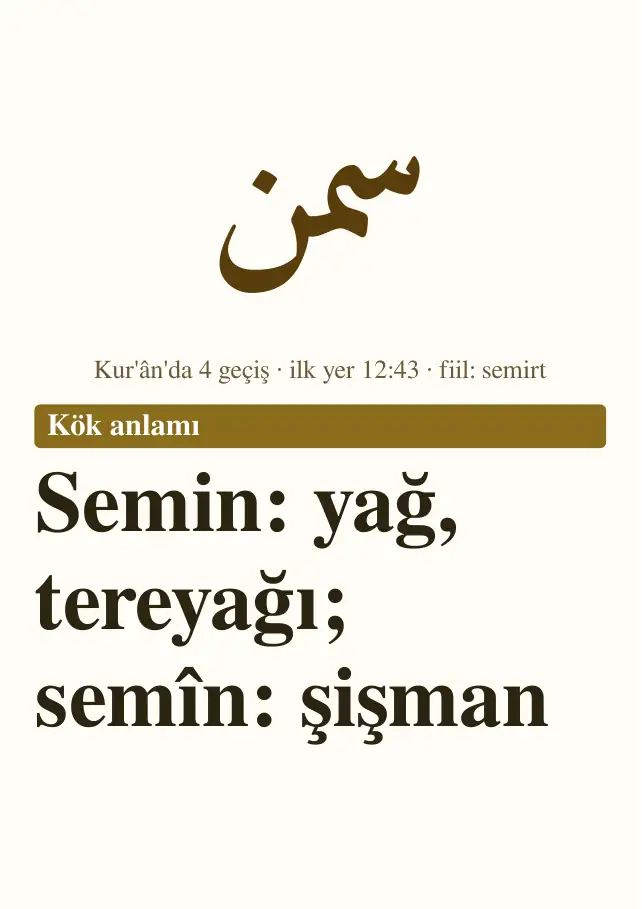 سمن
Kur'ân'da 4 geçiş · ilk yer 12:43 · fiil: semirt
Kök anlamı
Semin: yağ,
tereyağı;
semîn: şişman